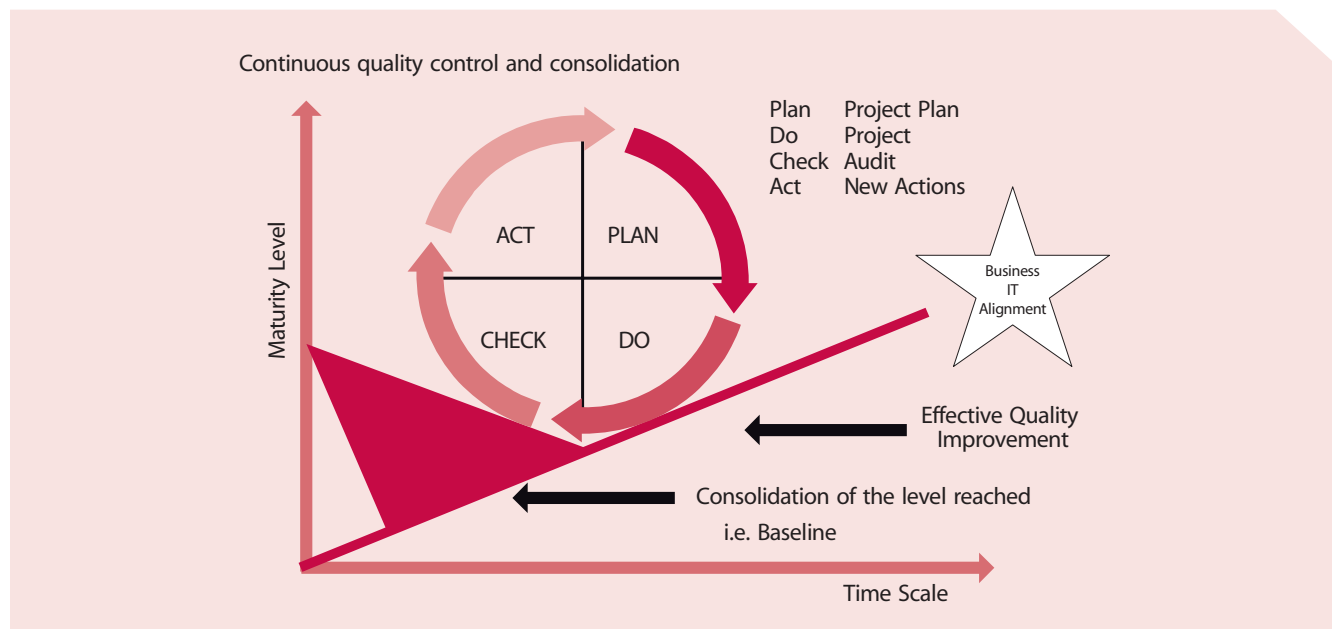 Continuous quality control and consolidation
Plan Project Plan
Do Project
Check Audit
Act New Actions
Maturity Level
ACT
PLAN
CHECK
DO
Business
IT
Alignment
Effective Quality
Improvement
Consolidation of the level reached
i.e. Baseline
Time Scale